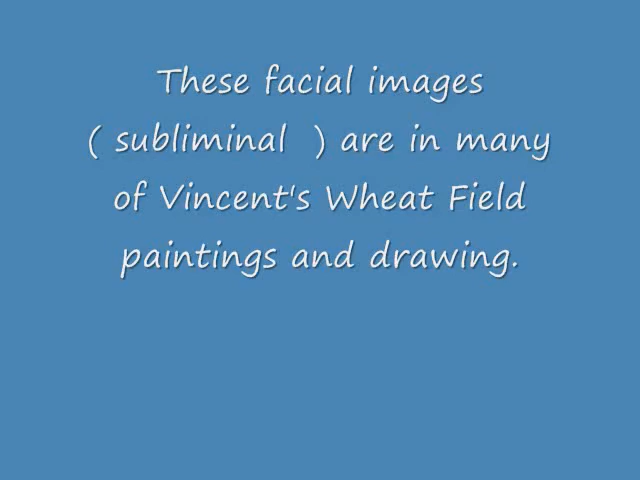 These facial images
( subliminal  ) are in many
of Vincent's Wheat Field
paintings and drawing.